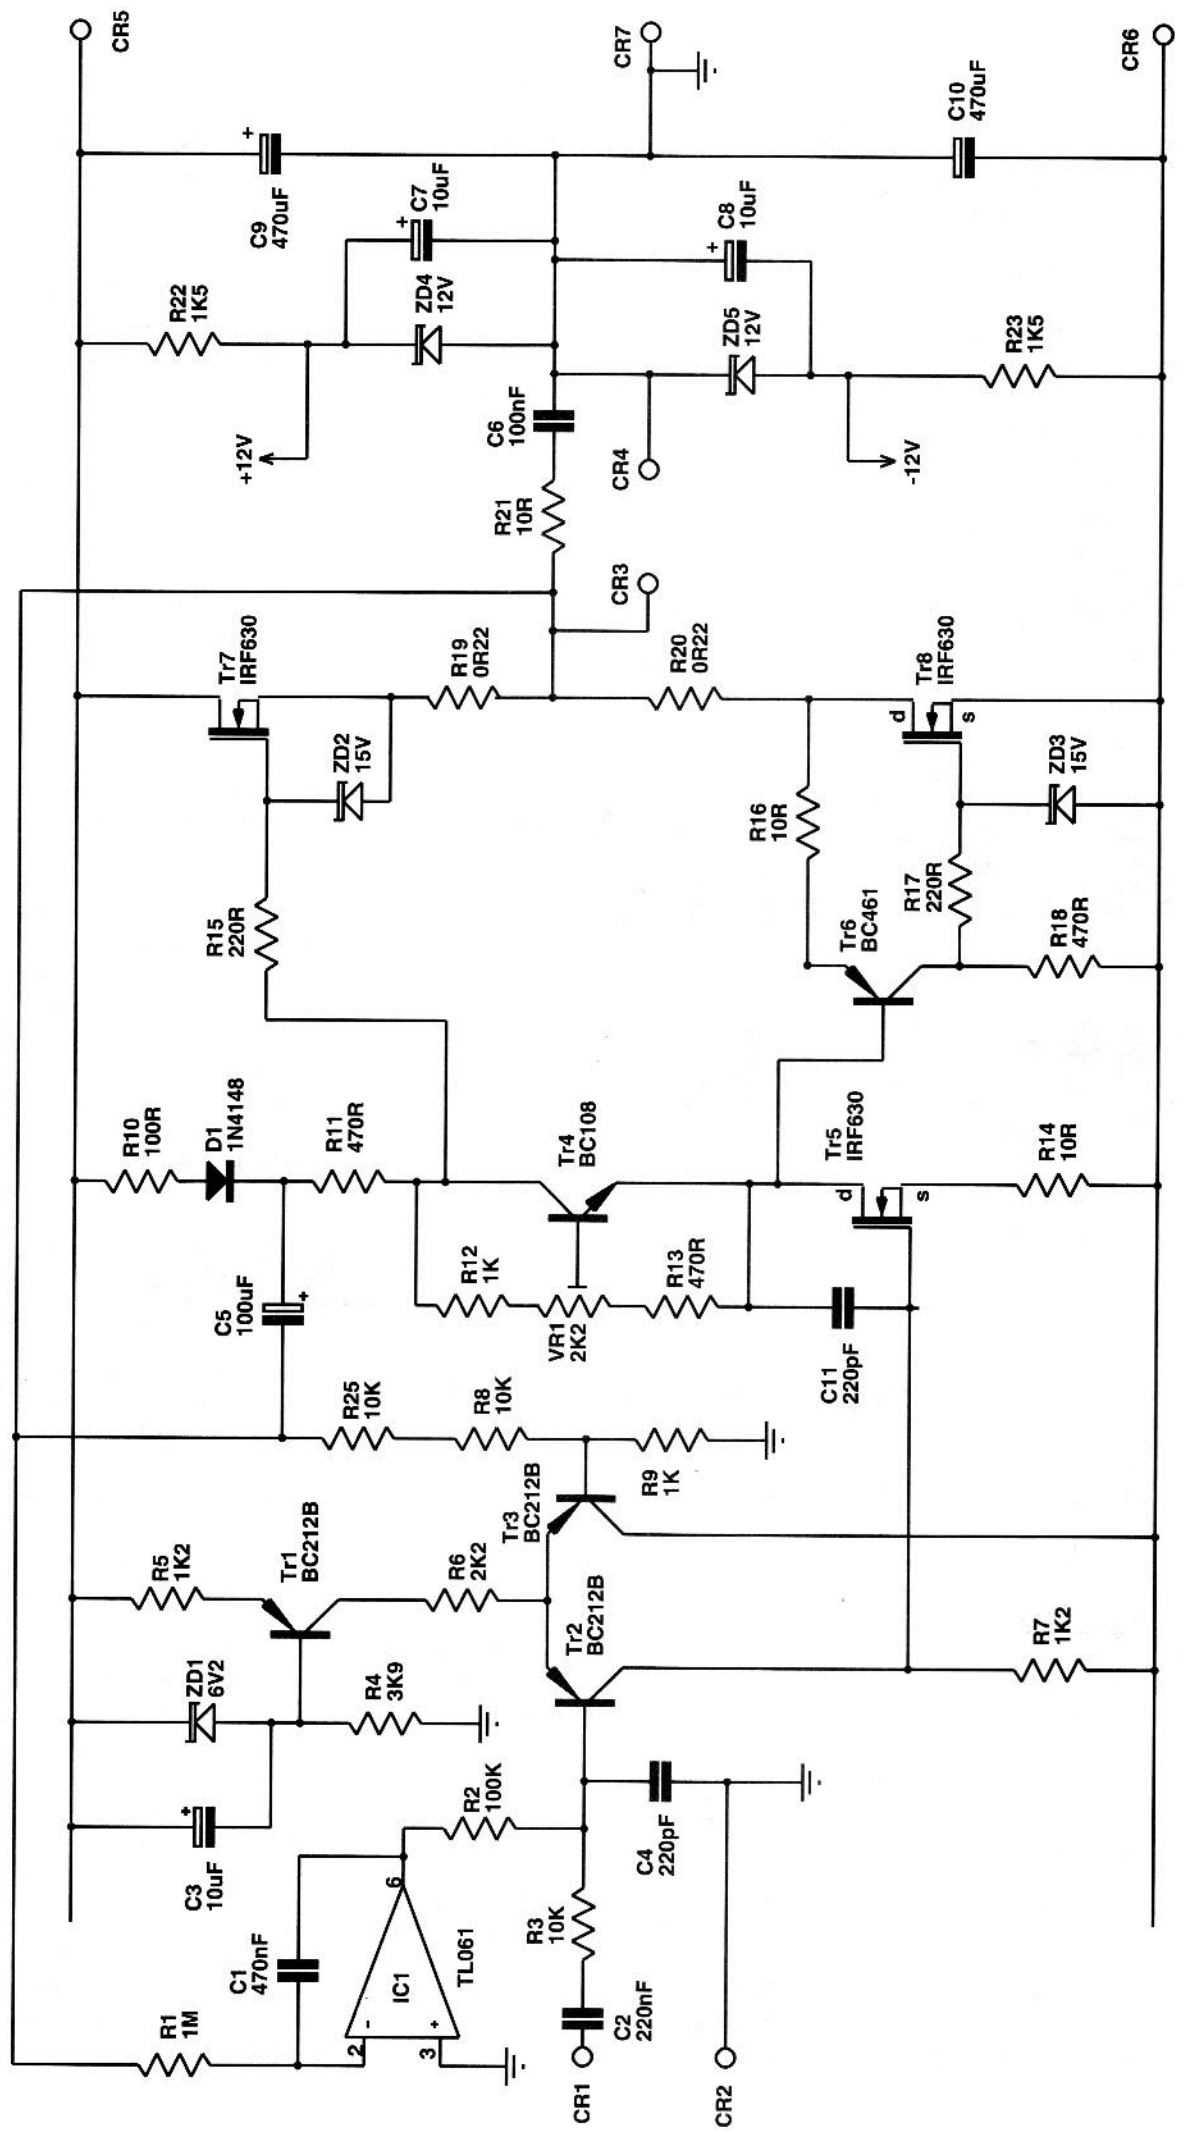 R1
1M
C1
470nF
2
3
-
+
IC1
6
TL061
CR1
C2
220nF
R3
10K
CR2
C3
10uF
+
ZD1
6V2
R4
3K9
R2
100K
C4
220pF
R5
1K2
Tr1
BC212B
R6
2K2
Tr2
BC212B
Tr3
BC212B
R7
1K2
C5
100uF
+
R25
10K
R8
10K
R9
1K
R10
100R
D1
1N4148
R11
470R
R12
1K
VR1
2K2
R13
470R
Tr4
BC108
C11
220pF
Tr5
IRF630
d
s
R14
10R
R15
220R
Tr6
BC461
R16
10R
R17
220R
R18
470R
ZD2
15V
Tr7
IRF630
R19
0R22
R20
0R22
Tr8
IRF630
d
s
ZD3
15V
CR3
R21
10R
C6
100nF
CR4
+12V
-12V
R22
1K5
ZD4
12V
C7
10uF
+
ZD5
12V
C8
10uF
+
R23
1K5
C9
470uF
+
C10
470uF
CR5
CR7
CR6